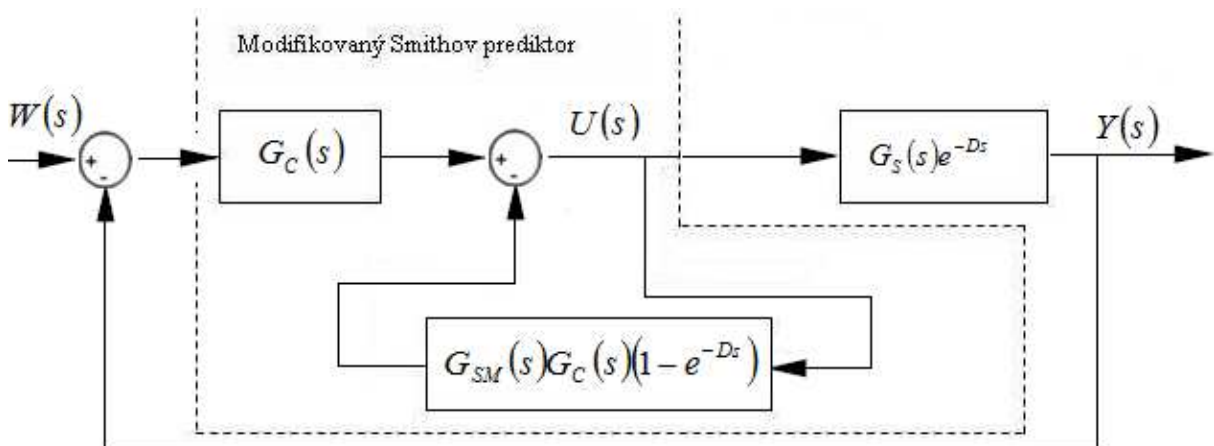 Modifikovaný Smithov prediktor
W(s)
U(s)
Y(s)
+
-
G_C(s)
+
-
G_S(s)e^{-Ds}
G_{SM}(s)G_C(s)(1-e^{-Ds})